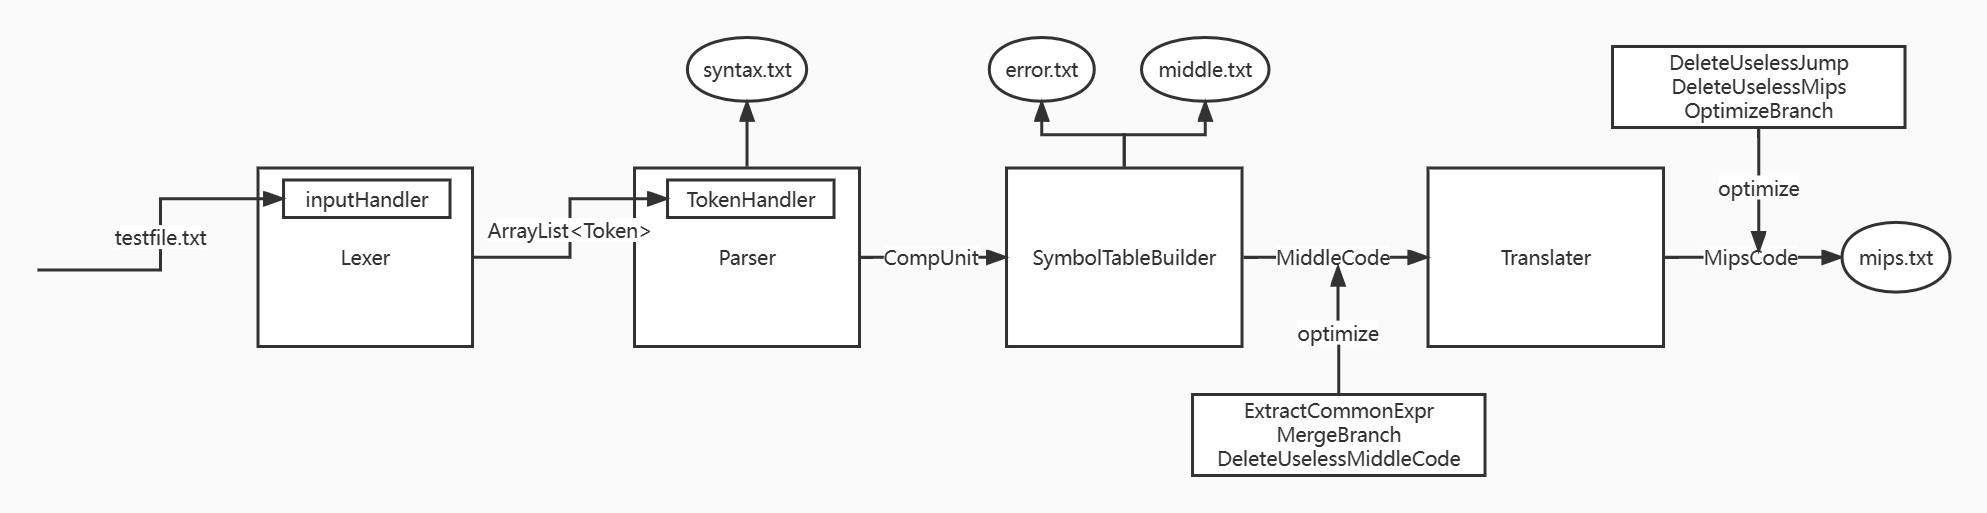 syntax.txt
error.txt
middle.txt
DeleteUselessJump
DeleteUselessMips
OptimizeBranch
inputHandler
TokenHandler
optimize
testfile.txt
ArrayList<Token>
Lexer
Parser
CompUnit
SymbolTableBuilder
MiddleCode
Translater
MipsCode
mips.txt
optimize
ExtractCommonExpr
MergeBranch
DeleteUselessMiddleCode